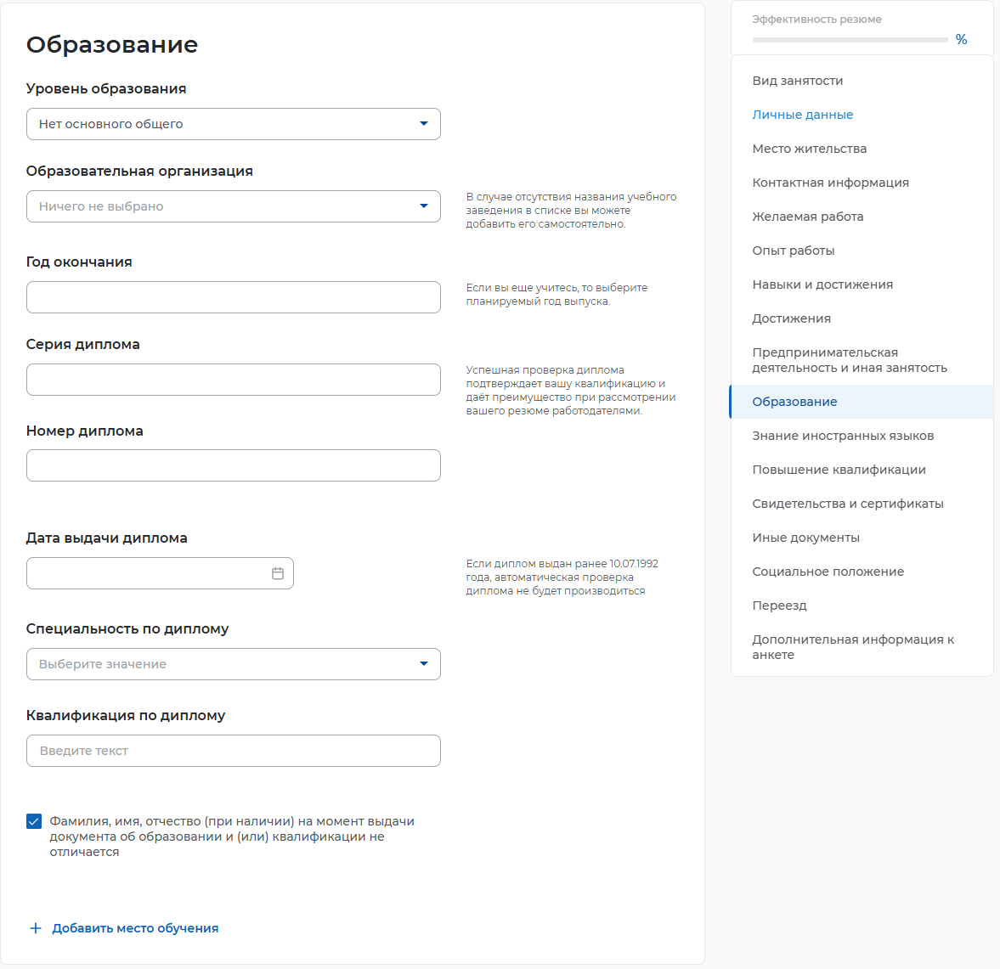 Образование
Уровень образования
Нет основного общего
Образовательная организация
Ничего не выбрано
В случае отсутствия названия учебного
заведения в списке вы можете
добавить его самостоятельно.
Год окончания
Если вы еще учитесь, то выберите
планируемый год выпуска.
Серия диплома
Успешная проверка диплома
подтверждает вашу квалификацию и
даёт преимущество при рассмотрении
вашего резюме работодателями.
Номер диплома
Дата выдачи диплома
Если диплом выдан ранее 10.07.1992
года, автоматическая проверка
диплома не будет производиться
Специальность по диплому
Выберите значение
Квалификация по диплому
Введите текст
Фамилия, имя, отчество (при наличии) на момент выдачи
документа об образовании и (или) квалификации не
отличается
Добавить место обучения
Эффективность резюме
%
Вид занятости
Личные данные
Место жительства
Контактная информация
Желаемая работа
Опыт работы
Навыки и достижения
Достижения
Предпринимательская
деятельность и иная занятость
Образование
Знание иностранных языков
Повышение квалификации
Свидетельства и сертификаты
Иные документы
Социальное положение
Переезд
Дополнительная информация к
анкете